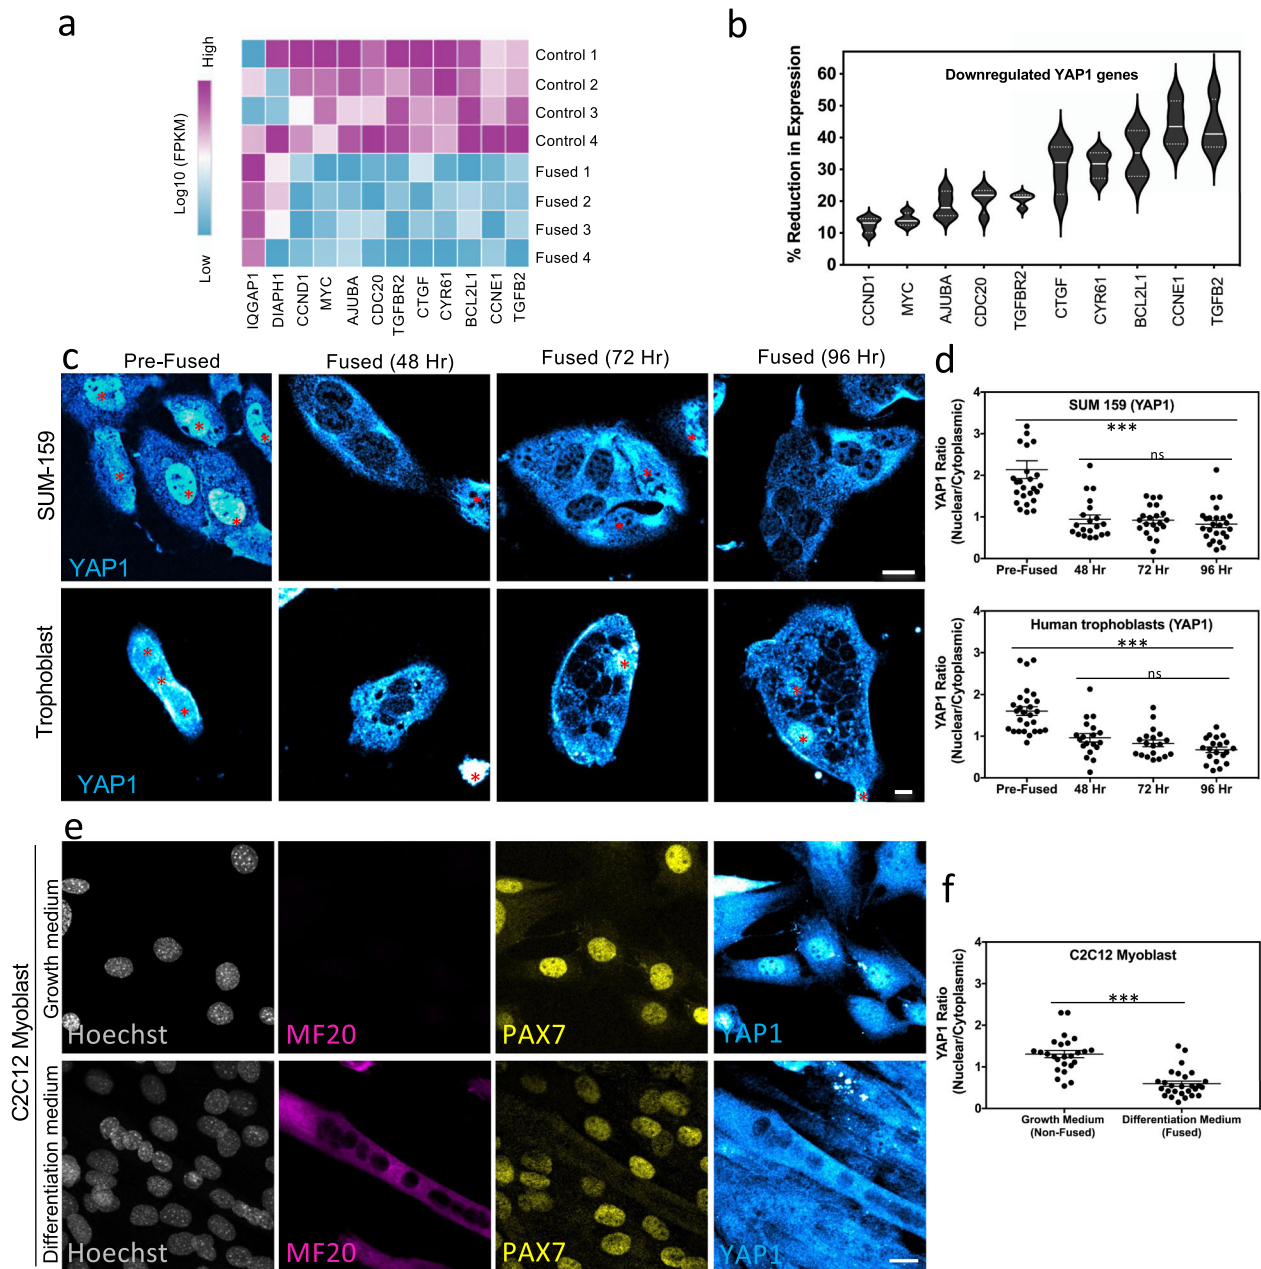 a
High
Log10 (FPKM)
Low
Control 1
Control 2
Control 3
Control 4
Fused 1
Fused 2
Fused 3
Fused 4
IQGAP1
DIAPH1
CCND1
MYC
AJUBA
CDC20
TGFBR2
CTGF
CYR61
BCL2L1
CCNE1
TGFB2
b
Downregulated YAP1 genes
% Reduction in Expression
60
50
40
30
20
10
0
CCND1
MYC
AJUBA
CDC20
TGFBR2
CTGF
CYR61
BCL2L1
CCNE1
TGFB2
c
Pre-Fused
Fused (48 Hr)
Fused (72 Hr)
Fused (96 Hr)
SUM-159
* * * * * * * * * *
YAP1
Trophoblast
* * * * * * * *
YAP1
d
SUM 159 (YAP1)
***
ns
YAP1 Ratio
(Nuclear/Cytoplasmic)
4
3
2
1
0
Pre-Fused 48 Hr 72 Hr 96 Hr
Human trophoblasts (YAP1)
***
ns
YAP1 Ratio
(Nuclear/Cytoplasmic)
4
3
2
1
0
Pre-Fused 48 Hr 72 Hr 96 Hr
e
C2C12 Myoblast
Growth medium
Hoechst
MF20
PAX7
YAP1
Differentiation medium
Hoechst
MF20
PAX7
YAP1
f
C2C12 Myoblast
***
YAP1 Ratio
(Nuclear/Cytoplasmic)
4
3
2
1
0
Growth Medium
(Non-Fused)
Differentiation Medium
(Fused)